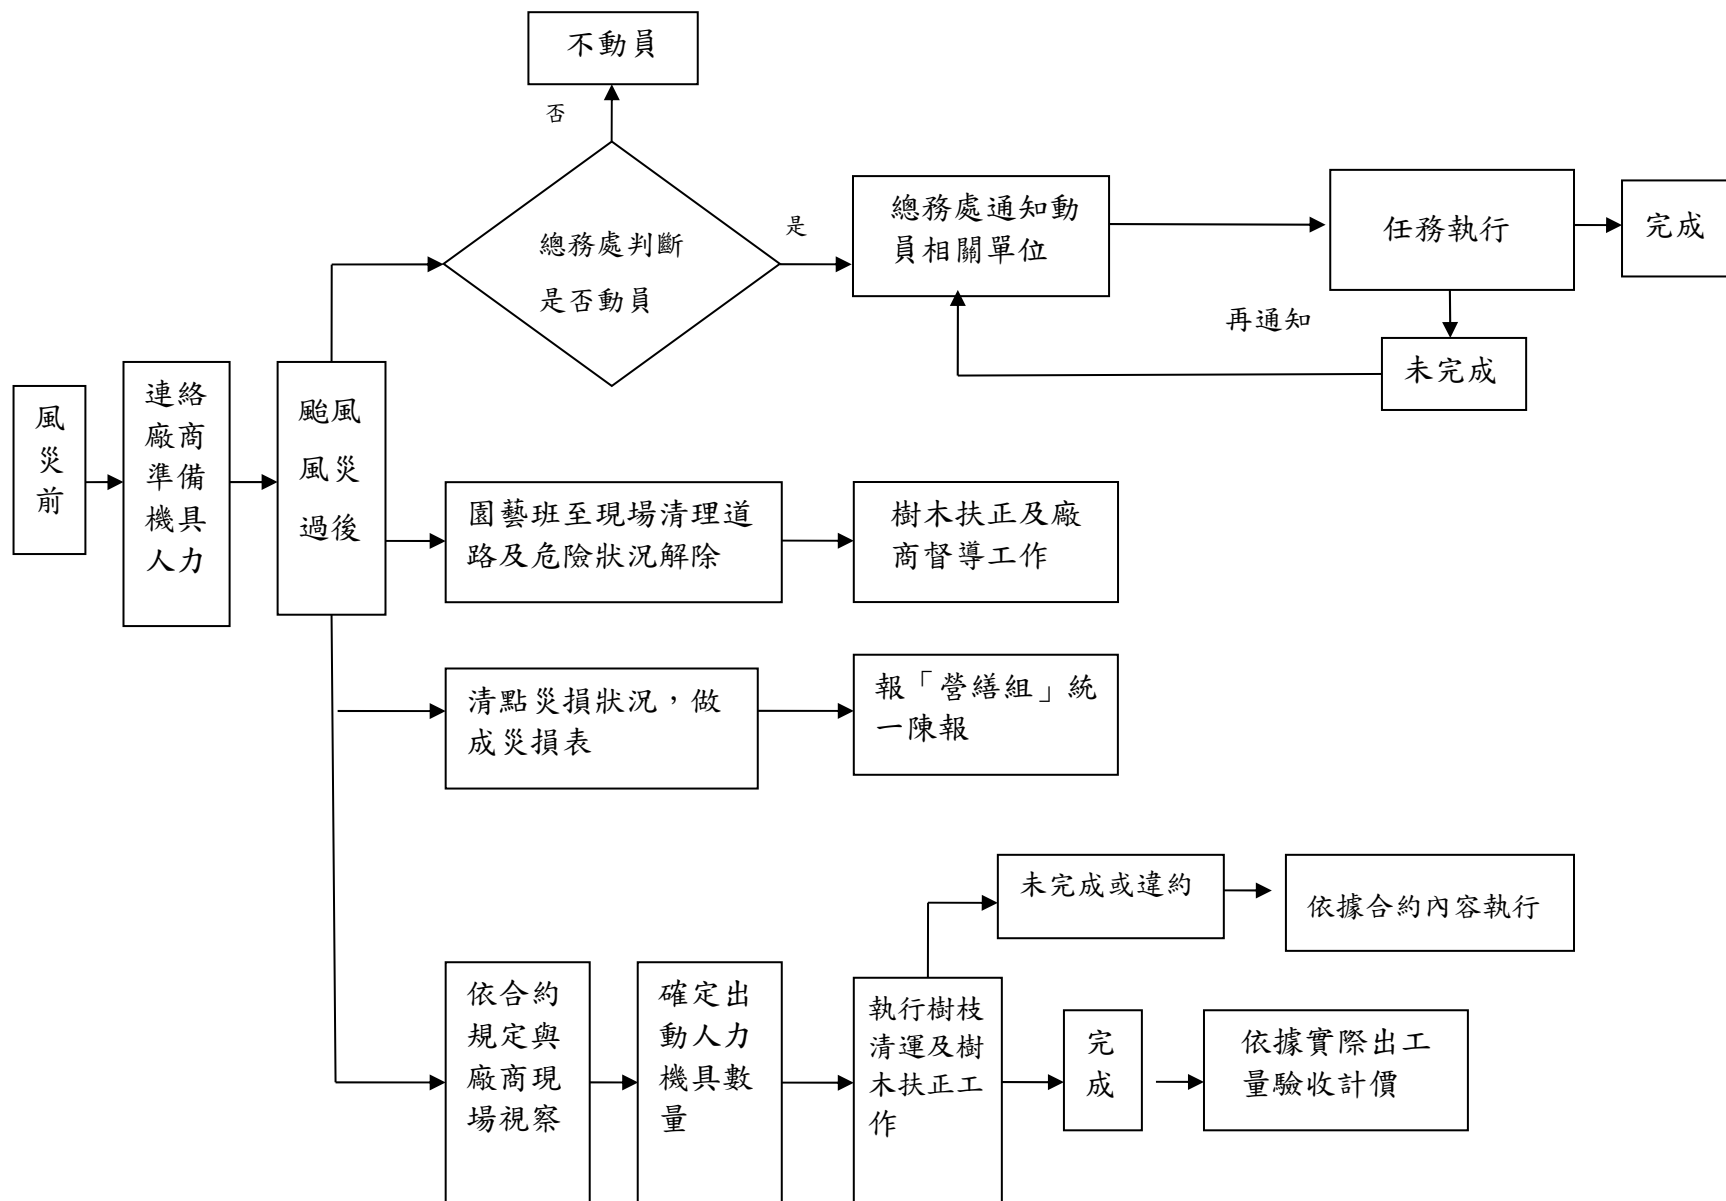 不動員
否
總務處判斷
是否動員
是
總務處通知動
員相關單位
任務執行
完成
再通知
未完成
風
災
前
連絡
廠商
準備
機具
人力
颱風
風災
過後
園藝班至現場清理道
路及危險狀況解除
樹木扶正及廠
商督導工作
清點災損狀況，做
成災損表
報「營繕組」統
一陳報
未完成或違約
依據合約內容執行
依合約
規定與
廠商現
場視察
確定出
動人力
機具數
量
執行樹枝
清運及樹
木扶正工
作
完
成
依據實際出工
量驗收計價